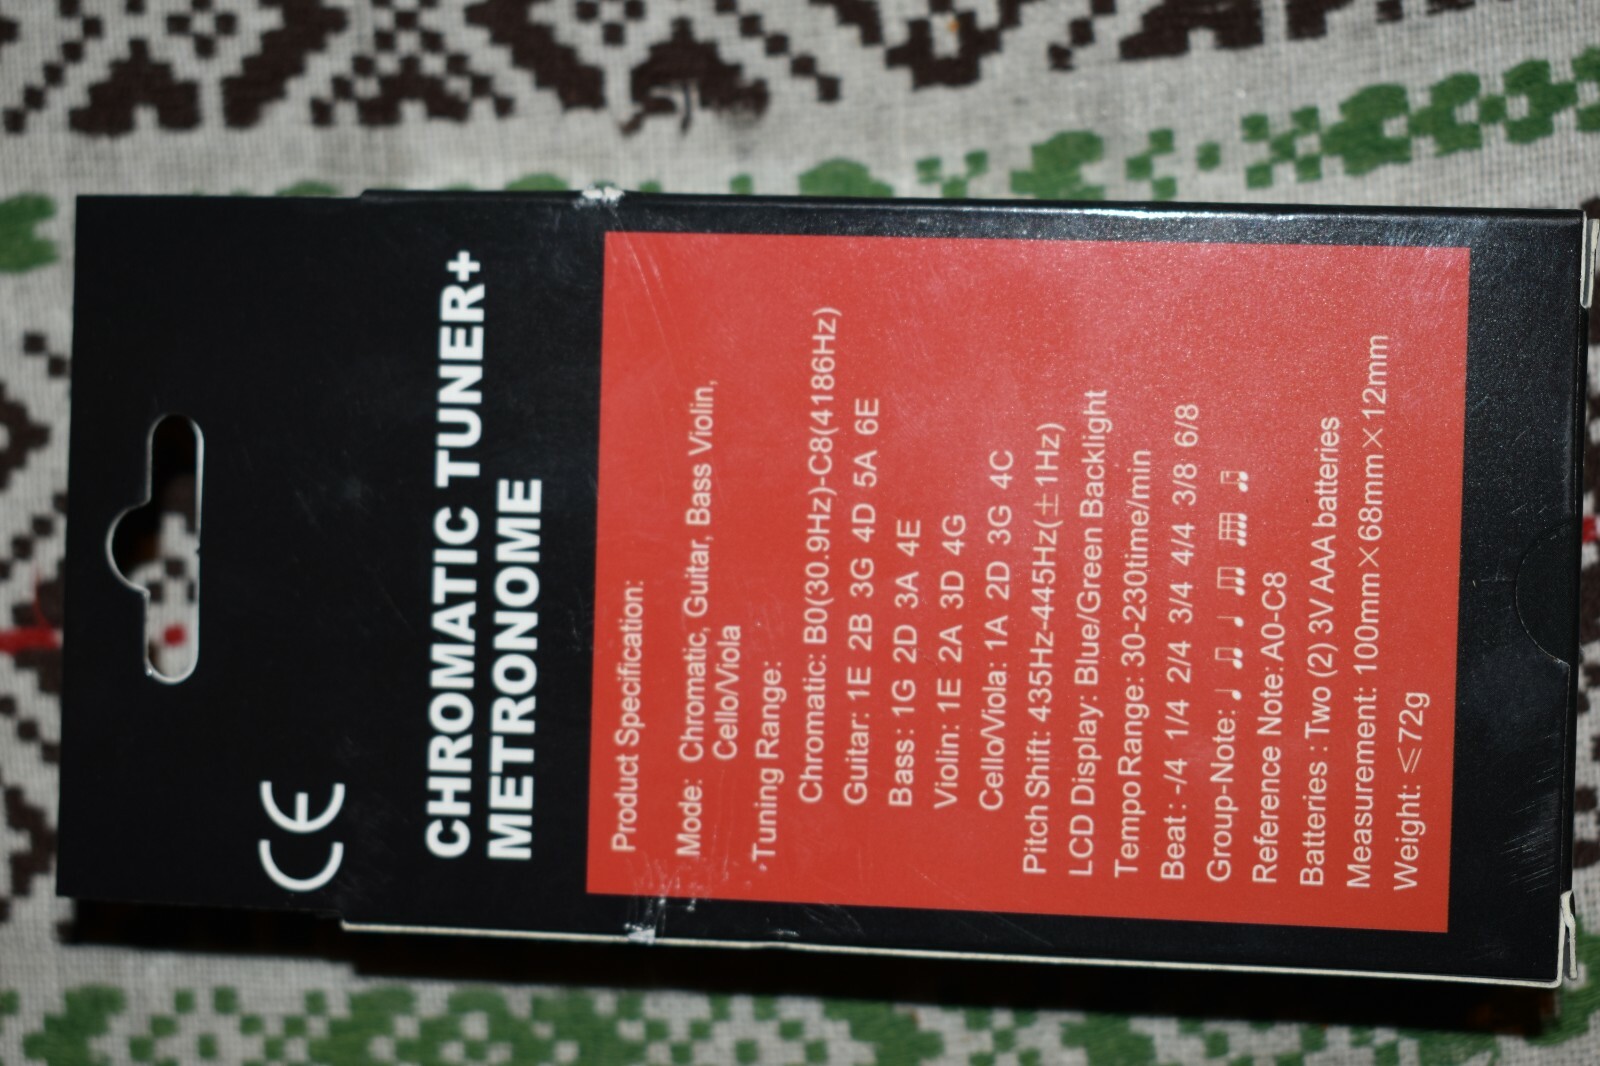 CE
CHROMATIC TUNER+
METRONOME
Product Specification:
Mode: Chromatic, Guitar, Bass Violin,
Cello/Viola
Tuning Range:
Chromatic: B0(30.9Hz)-C8(4186Hz)
Guitar: 1E 2B 3G 4D 5A 6E
Bass: 1G 2D 3A 4E
Violin: 1E 2A 3D 4G
Cello/Viola: 1A 2D 3G 4C
Pitch Shift: 435Hz-445Hz(±1Hz)
LCD Display: Blue/Green Backlight
Tempo Range: 30-230time/min
Beat: -/4 1/4 2/4 3/4 4/4 3/8 6/8
Group-Note:
Reference Note: A0-C8
Batteries : Two (2) 3V AAA batteries
Measurement: 100mm×68mm×12mm
Weight: ⩽72g